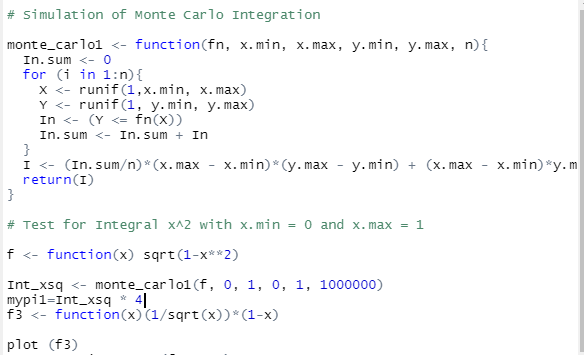 # Simulation of Monte Carlo Integration
monte_carlo1 <- function(fn, x.min, x.max, y.min, y.max, n){
In.sum <- 0
for (i in 1:n){
X <- runif(1,x.min, x.max)
Y <- runif(1, y.min, y.max)
In <- (Y <= fn(X))
In.sum <- In.sum + In
}
I <- (In.sum/n)*(x.max - x.min)*(y.max - y.min) + (x.max - x.min)*y.m
return(I)
}
# Test for Integral x^2 with x.min = 0 and x.max = 1
f <- function(x) sqrt(1-x**2)
Int_xsq <- monte_carlo1(f, 0, 1, 0, 1, 1000000)
mypi1=Int_xsq * 4
f3 <- function(x)(1/sqrt(x))*(1-x)
plot (f3)